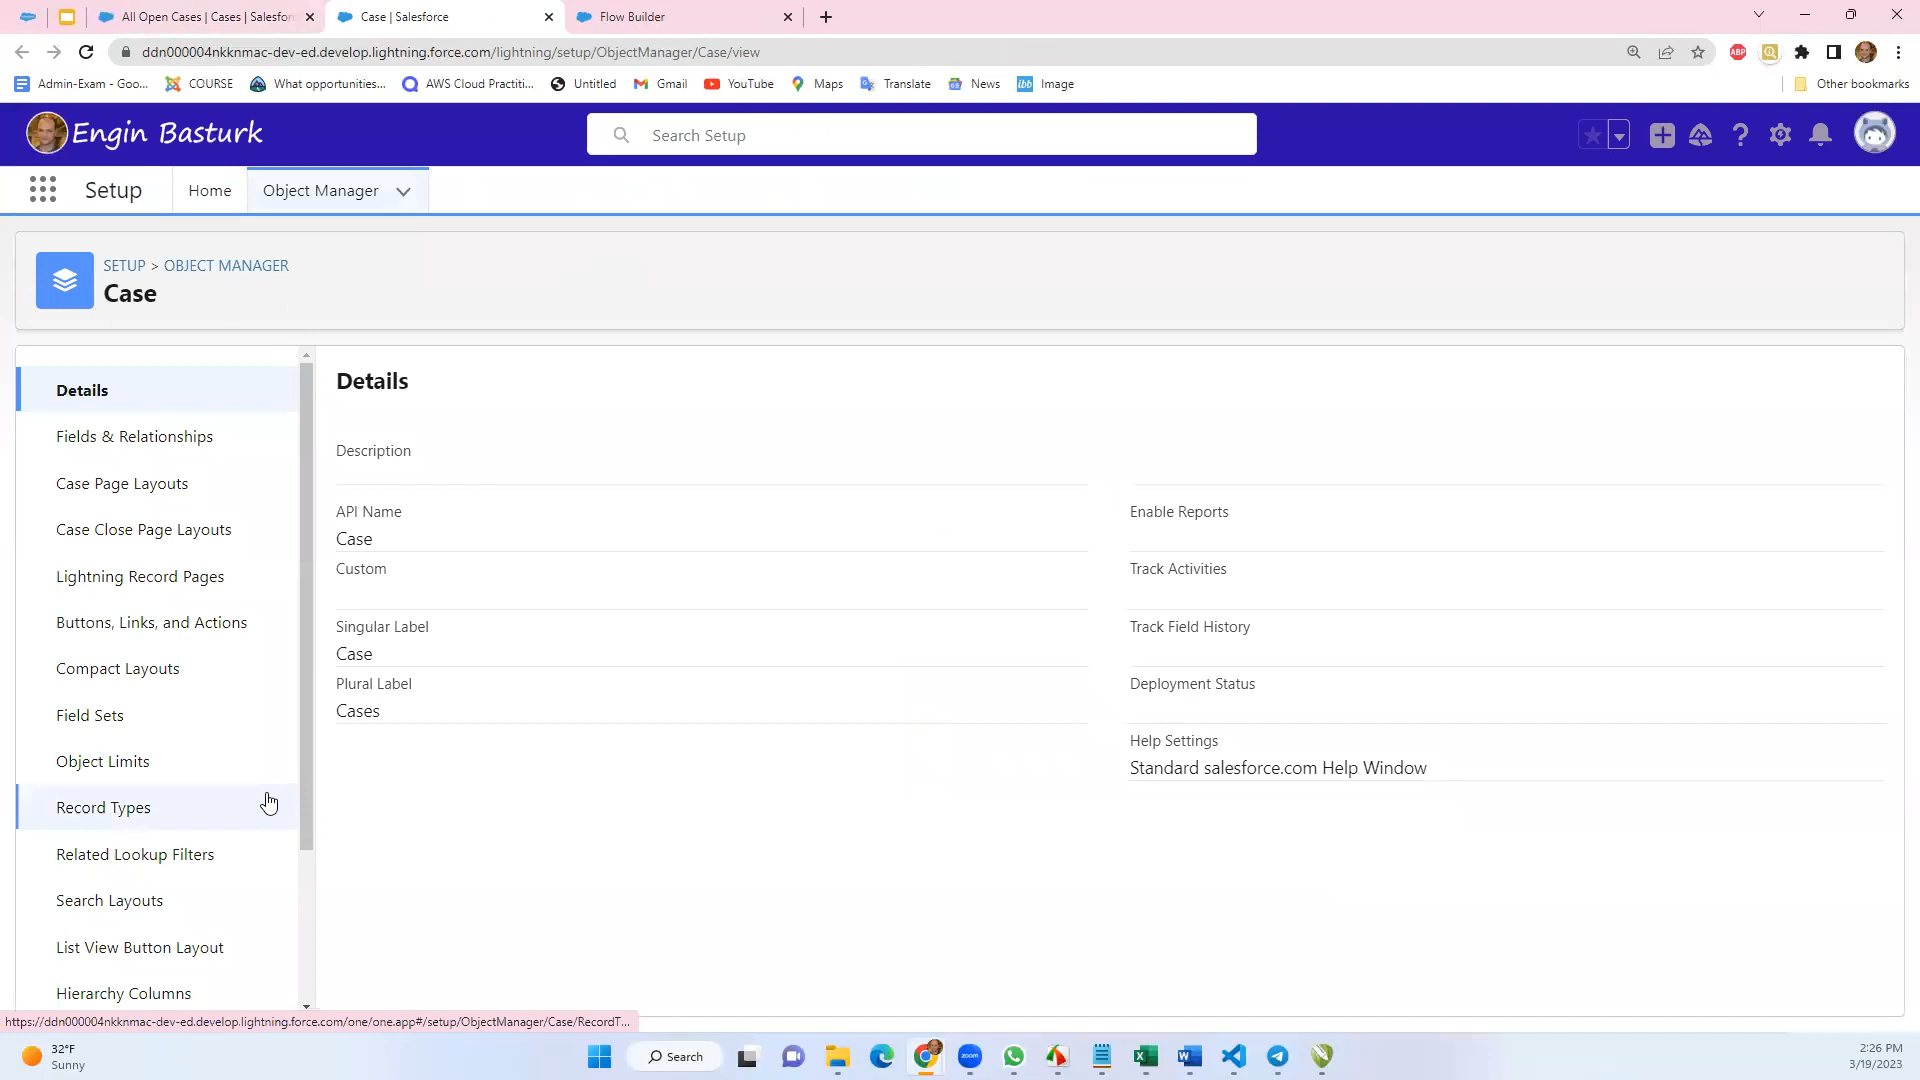 All Open Cases | Cases | Salesfor
Case | Salesforce
Flow Builder
ddn000004nkknmac-dev-ed.develop.lightning.force.com/lightning/setup/ObjectManager/Case/view
Admin-Exam - Goo...
COURSE
What opportunities...
AWS Cloud Practiti...
Untitled
Gmail
YouTube
Maps
Translate
News
Image
Other bookmarks
Engin Basturk
Search Setup
Setup
Home
Object Manager
SETUP > OBJECT MANAGER
Case
Details
Fields & Relationships
Case Page Layouts
Case Close Page Layouts
Lightning Record Pages
Buttons, Links, and Actions
Compact Layouts
Field Sets
Object Limits
Record Types
Related Lookup Filters
Search Layouts
List View Button Layout
Hierarchy Columns
Details
Description
API Name
Case
Custom
Singular Label
Case
Plural Label
Cases
Enable Reports
Track Activities
Track Field History
Deployment Status
Help Settings
Standard salesforce.com Help Window
https://ddn000004nkknmac-dev-ed.develop.lightning.force.com/one/one.app#/setup/ObjectManager/Case/RecordT...
32°F
Sunny
Search
zoom
2:26 PM
3/19/2023
ABP
ibb